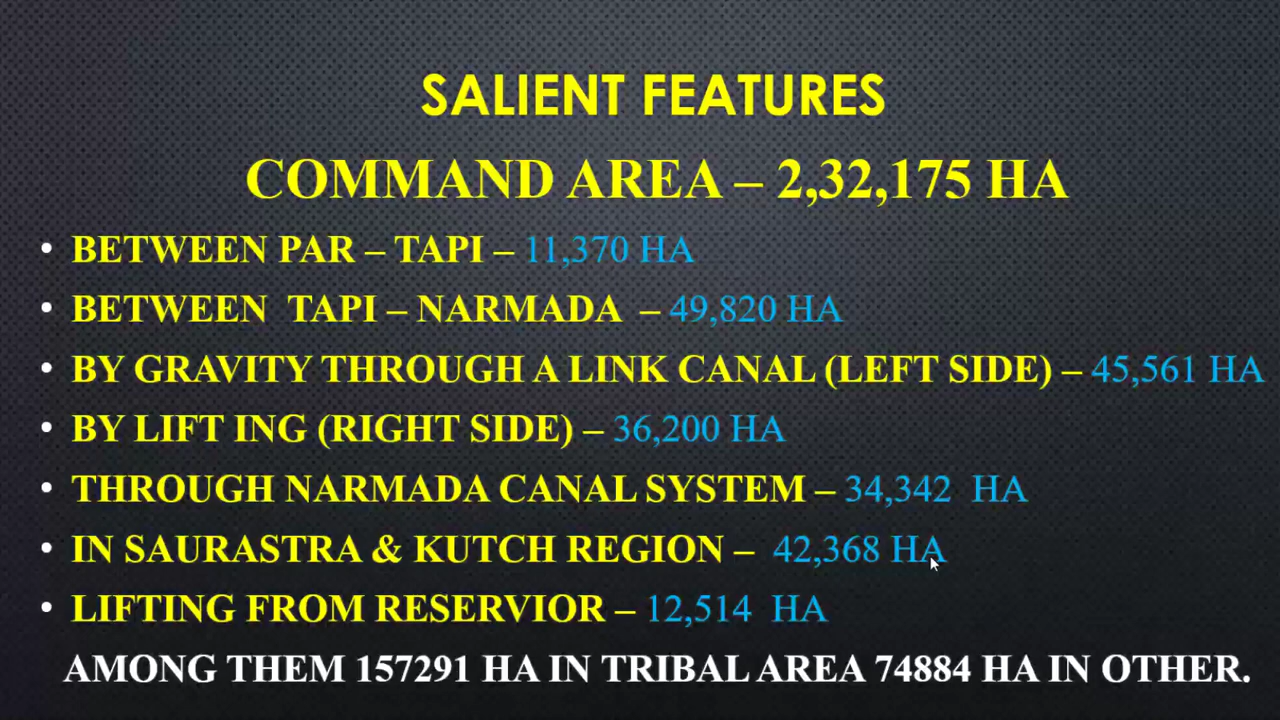 SALIENT FEATURES
COMMAND AREA – 2,32,175 HA
• BETWEEN PAR – TAPI – 11,370 HA
• BETWEEN TAPI – NARMADA – 49,820 HA
• BY GRAVITY THROUGH A LINK CANAL (LEFT SIDE) – 45,561 HA
• BY LIFT ING (RIGHT SIDE) – 36,200 HA
• THROUGH NARMADA CANAL SYSTEM – 34,342 HA
• IN SAURASTRA & KUTCH REGION – 42,368 HA
• LIFTING FROM RESERVIOR – 12,514 HA
AMONG THEM 157291 HA IN TRIBAL AREA 74884 HA IN OTHER.